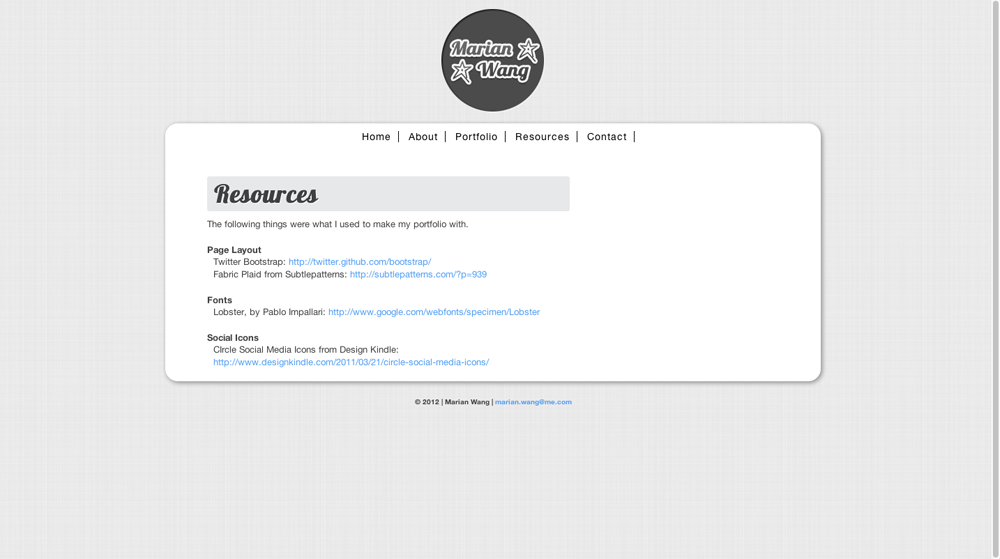 Marian
Wang
Home | About | Portfolio | Resources | Contact |
Resources
The following things were what I used to make my portfolio with.
Page Layout
Twitter Bootstrap: http://twitter.github.com/bootstrap/
Fabric Plaid from Subtlepatterns: http://subtlepatterns.com/?p=939
Fonts
Lobster, by Pablo Impallari: http://www.google.com/webfonts/specimen/Lobster
Social Icons
CIrcle Social Media Icons from Design Kindle:
http://www.designkindle.com/2011/03/21/circle-social-media-icons/
© 2012 | Marian Wang | marian.wang@me.com